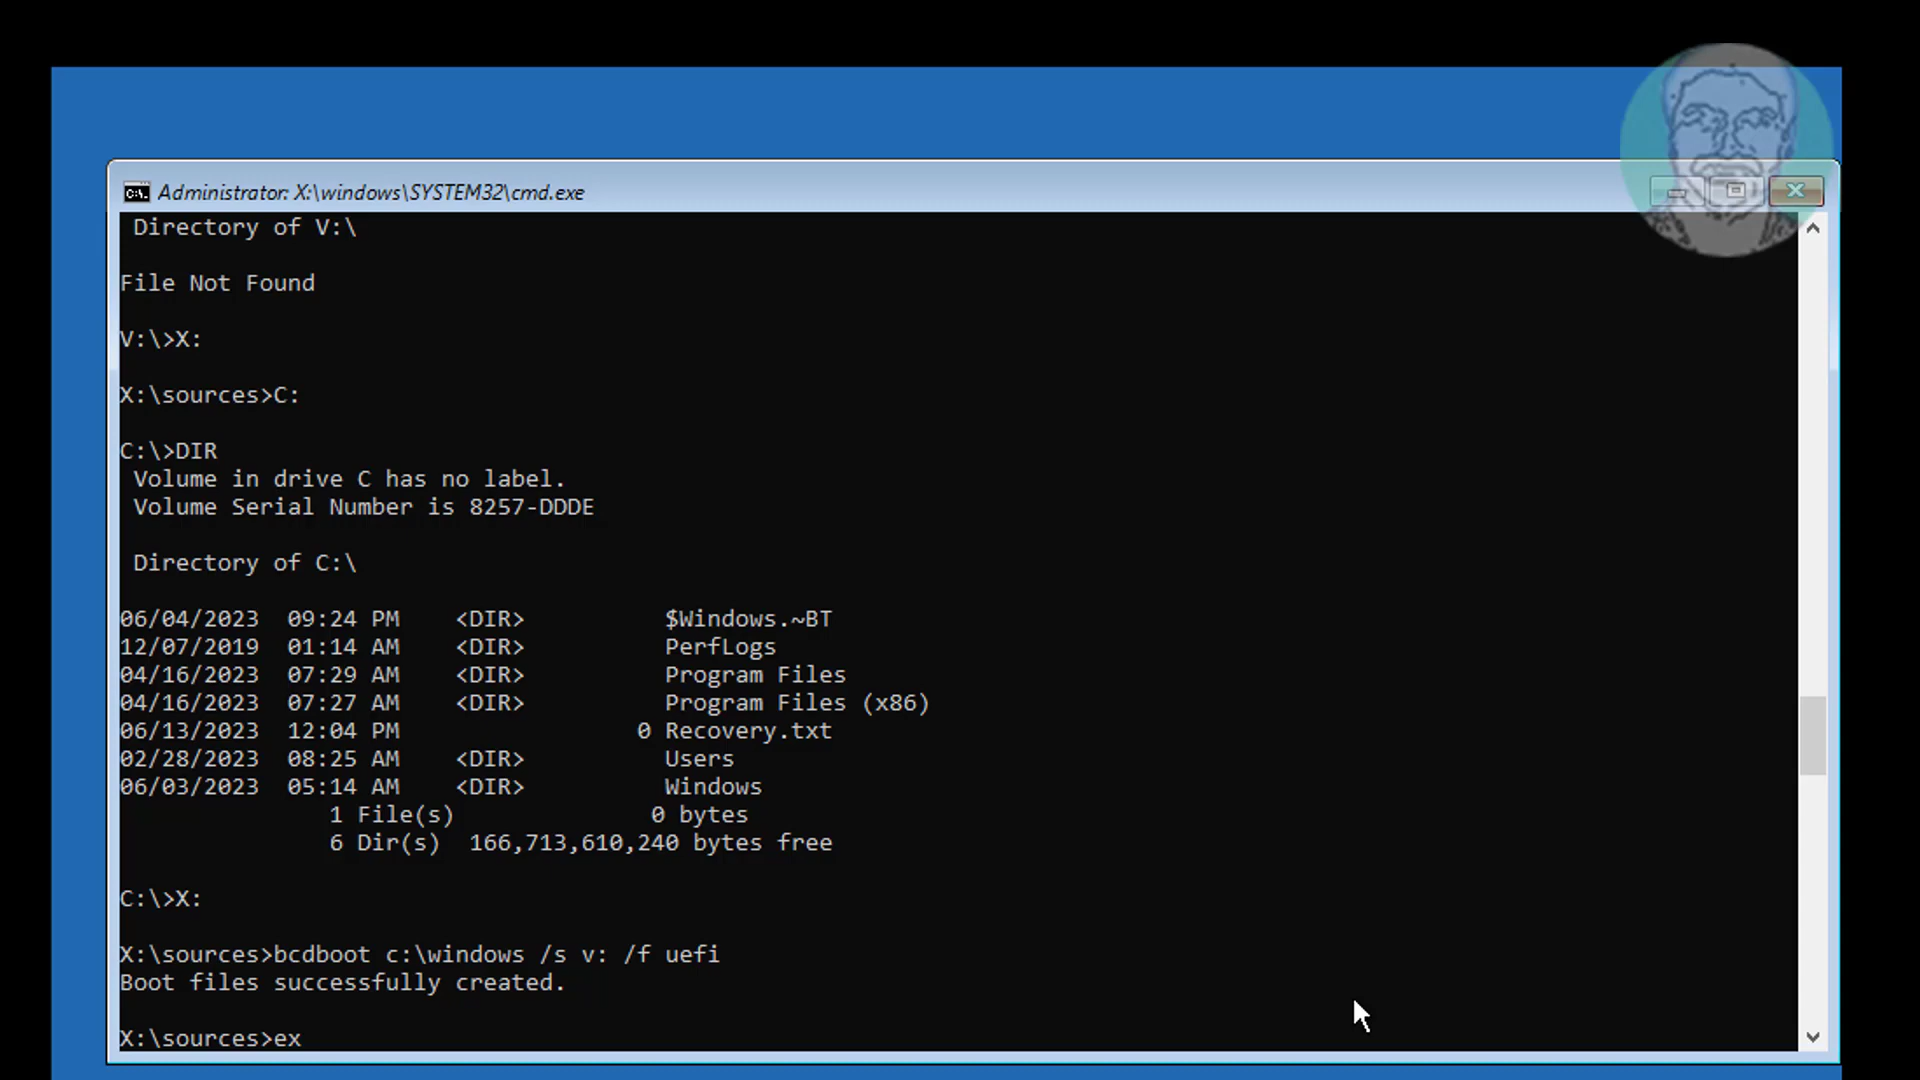 Administrator: X:\windows\SYSTEM32\cmd.exe
Directory of V:\
File Not Found
V:\>X:
X:\sources>C:
C:\>DIR
Volume in drive C has no label.
Volume Serial Number is 8257-DDDE
Directory of C:\
06/04/2023  09:24 PM    <DIR>          $Windows.~BT
12/07/2019  01:14 AM    <DIR>          PerfLogs
04/16/2023  07:29 AM    <DIR>          Program Files
04/16/2023  07:27 AM    <DIR>          Program Files (x86)
06/13/2023  12:04 PM                 0 Recovery.txt
02/28/2023  08:25 AM    <DIR>          Users
06/03/2023  05:14 AM    <DIR>          Windows
1 File(s)              0 bytes
6 Dir(s)  166,713,610,240 bytes free
C:\>X:
X:\sources>bcdboot c:\windows /s v: /f uefi
Boot files successfully created.
X:\sources>ex